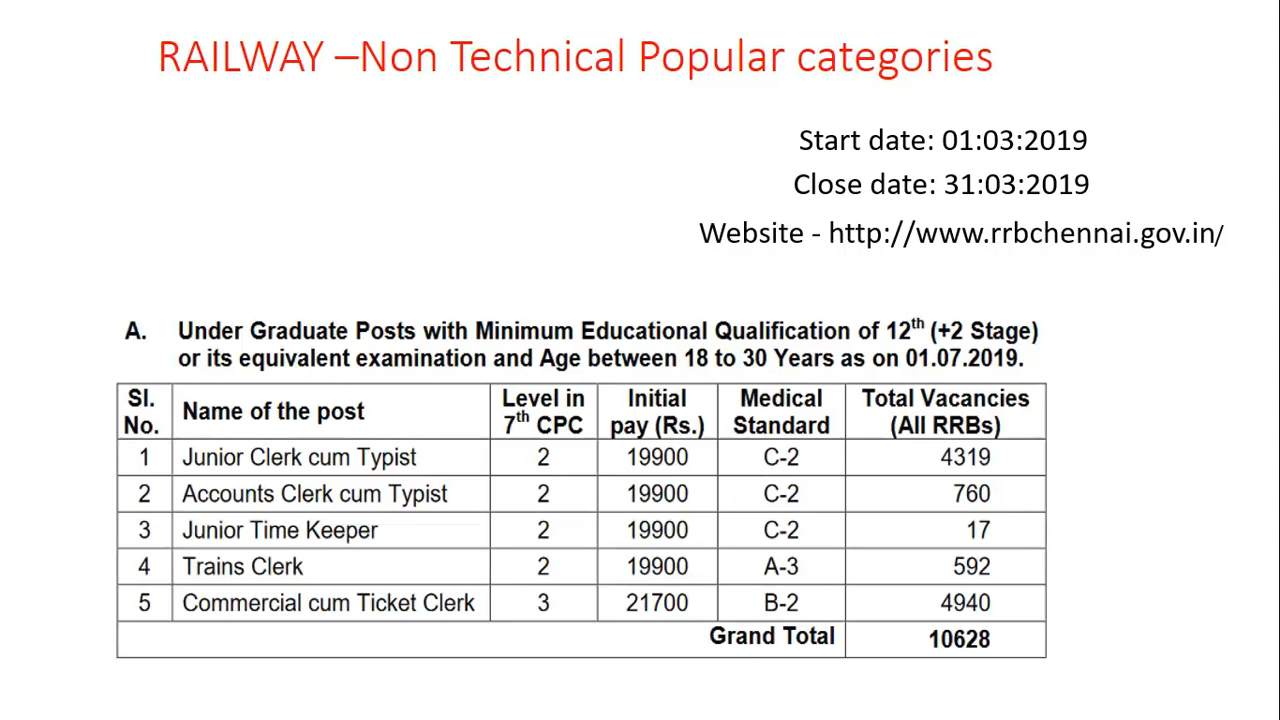 RAILWAY –Non Technical Popular categories
Start date: 01:03:2019
Close date: 31:03:2019
Website - http://www.rrbchennai.gov.in/
A. Under Graduate Posts with Minimum Educational Qualification of 12th (+2 Stage)
or its equivalent examination and Age between 18 to 30 Years as on 01.07.2019.
Sl. No. Name of the post Level in 7th CPC Initial pay (Rs.) Medical Standard Total Vacancies (All RRBs)
1 Junior Clerk cum Typist 2 19900 C-2 4319
2 Accounts Clerk cum Typist 2 19900 C-2 760
3 Junior Time Keeper 2 19900 C-2 17
4 Trains Clerk 2 19900 A-3 592
5 Commercial cum Ticket Clerk 3 21700 B-2 4940
Grand Total 10628